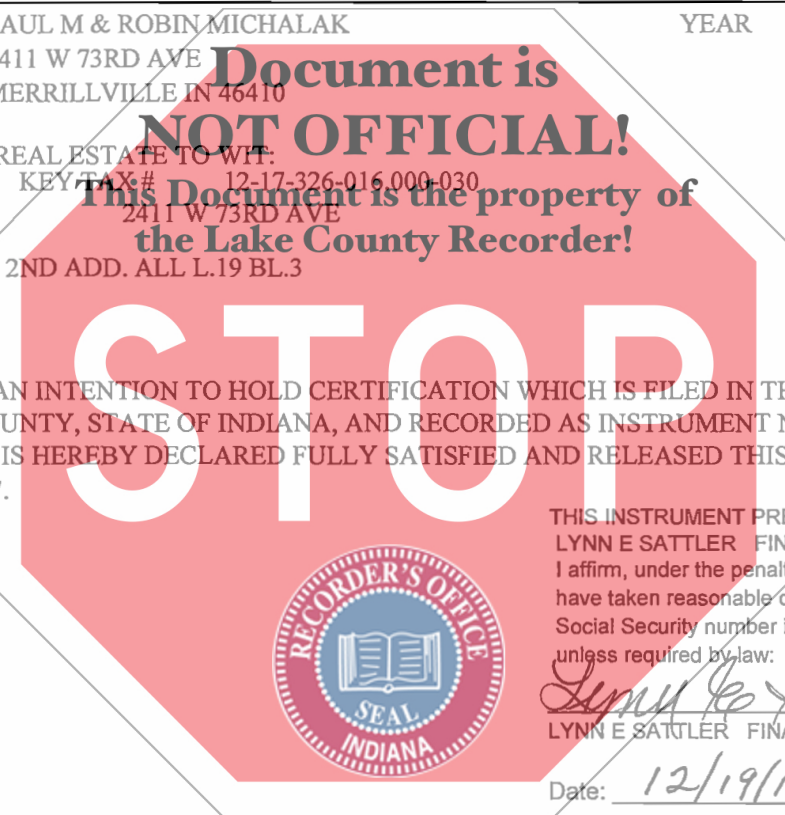 AUL M & ROBIN MICHALAK YEAR
411 W 73RD AVE
MERRILLVILLE IN 46410
Document is
NOT OFFICIAL!
REAL ESTATE TO WIT:
KEY TAX # 12-17-326-016.000-030
This Document is the property of
2411 W 73RD AVE
the Lake County Recorder!
2ND ADD. ALL L.19 BL.3
STOP
AN INTENTION TO HOLD CERTIFICATION WHICH IS FILED IN TH
UNTY, STATE OF INDIANA, AND RECORDED AS INSTRUMENT N
IS HEREBY DECLARED FULLY SATISFIED AND RELEASED THIS
THIS INSTRUMENT PRE
LYNN E SATTLER FIN
I affirm, under the penalt
have taken reasonable c
Social Security number i
unless required by law:
Lynn E
LYNN E SATTLER FINA
Date: 12/19/1
RECORDER'S OFFICE
SEAL
INDIANA